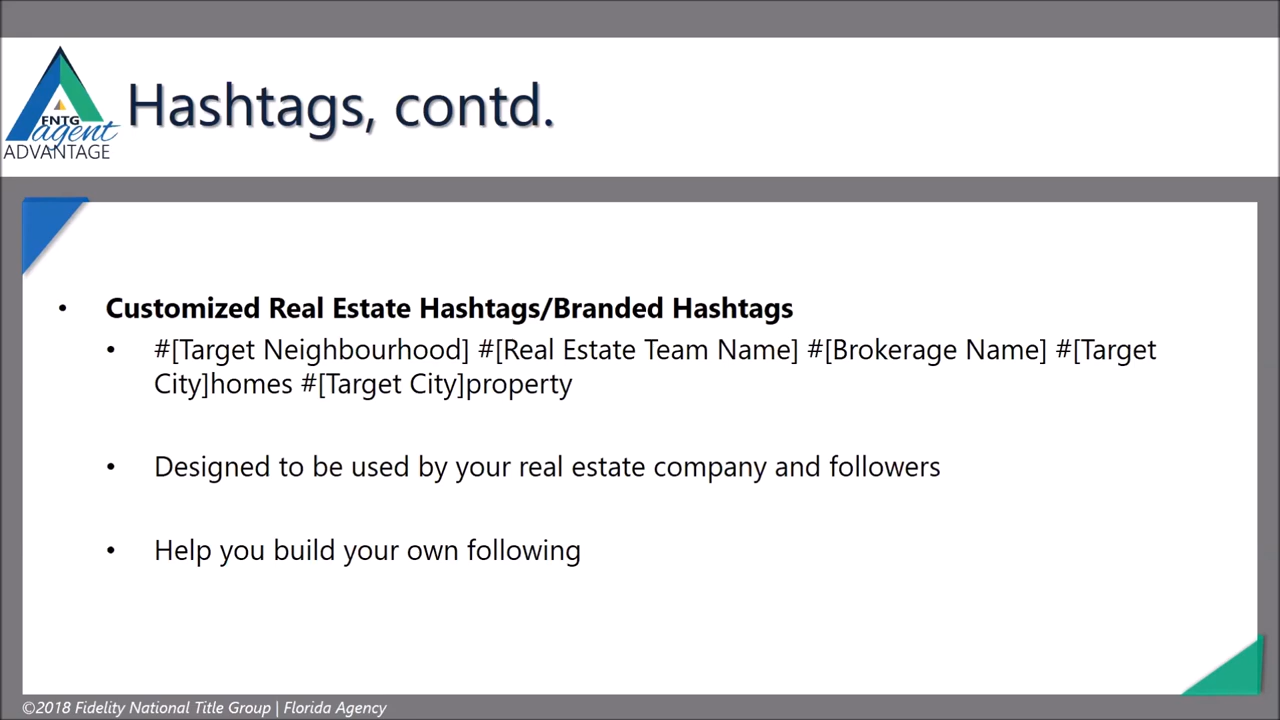 FNTG
agent
ADVANTAGE
Hashtags, contd.
• Customized Real Estate Hashtags/Branded Hashtags
• #[Target Neighbourhood] #[Real Estate Team Name] #[Brokerage Name] #[Target
City]homes #[Target City]property
• Designed to be used by your real estate company and followers
• Help you build your own following
©2018 Fidelity National Title Group | Florida Agency